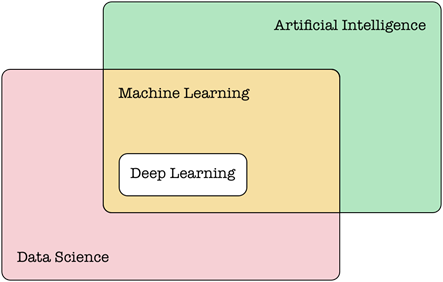 Artificial Intelligence
Machine Learning
Deep Learning
Data Science